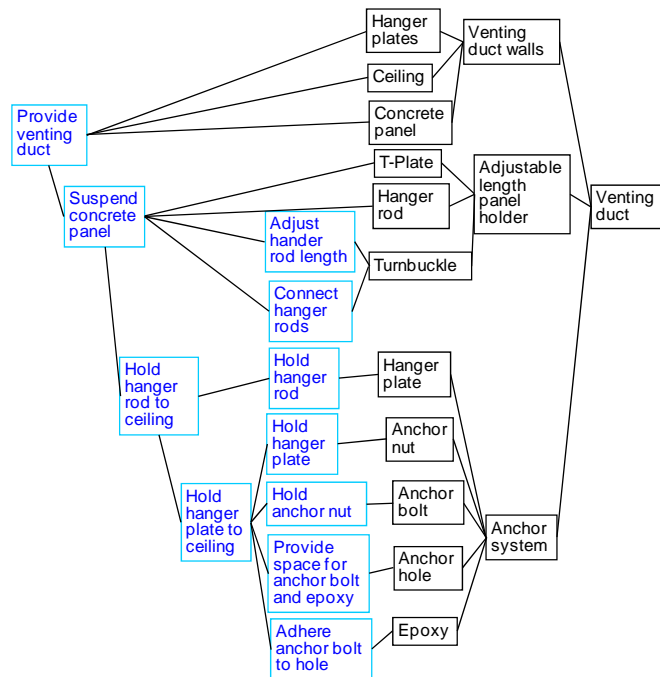 Hanger
plates
Venting
duct walls
Ceiling
Provide
venting
duct
Concrete
panel
T-Plate
Adjustable
length
panel
holder
Suspend
concrete
panel
Hanger
rod
Venting
duct
Adjust
hander
rod length
Turnbuckle
Connect
hanger
rods
Hold
hanger
rod to
ceiling
Hold
hanger
rod
Hanger
plate
Hold
hanger
plate
Anchor
nut
Hold
hanger
plate to
ceiling
Hold
anchor nut
Anchor
bolt
Anchor
system
Provide
space for
anchor bolt
and epoxy
Anchor
hole
Adhere
anchor bolt
to hole
Epoxy